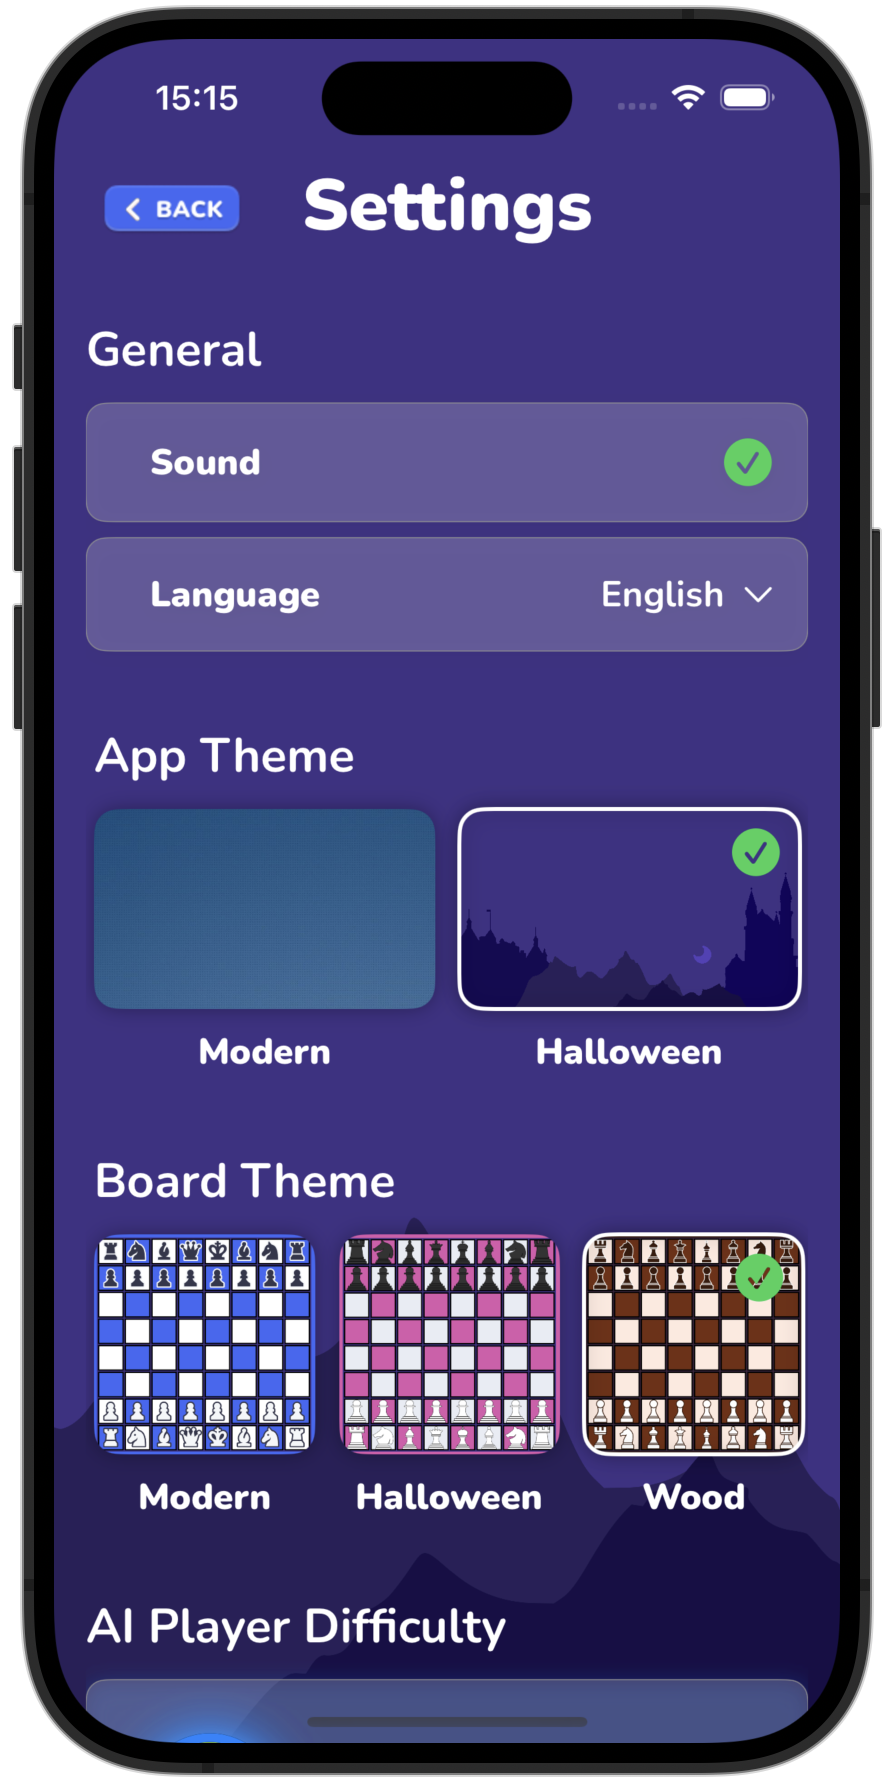 15:15
BACK
Settings
General
Sound
Language English
App Theme
Modern Halloween
Board Theme
Modern Halloween Wood
AI Player Difficulty